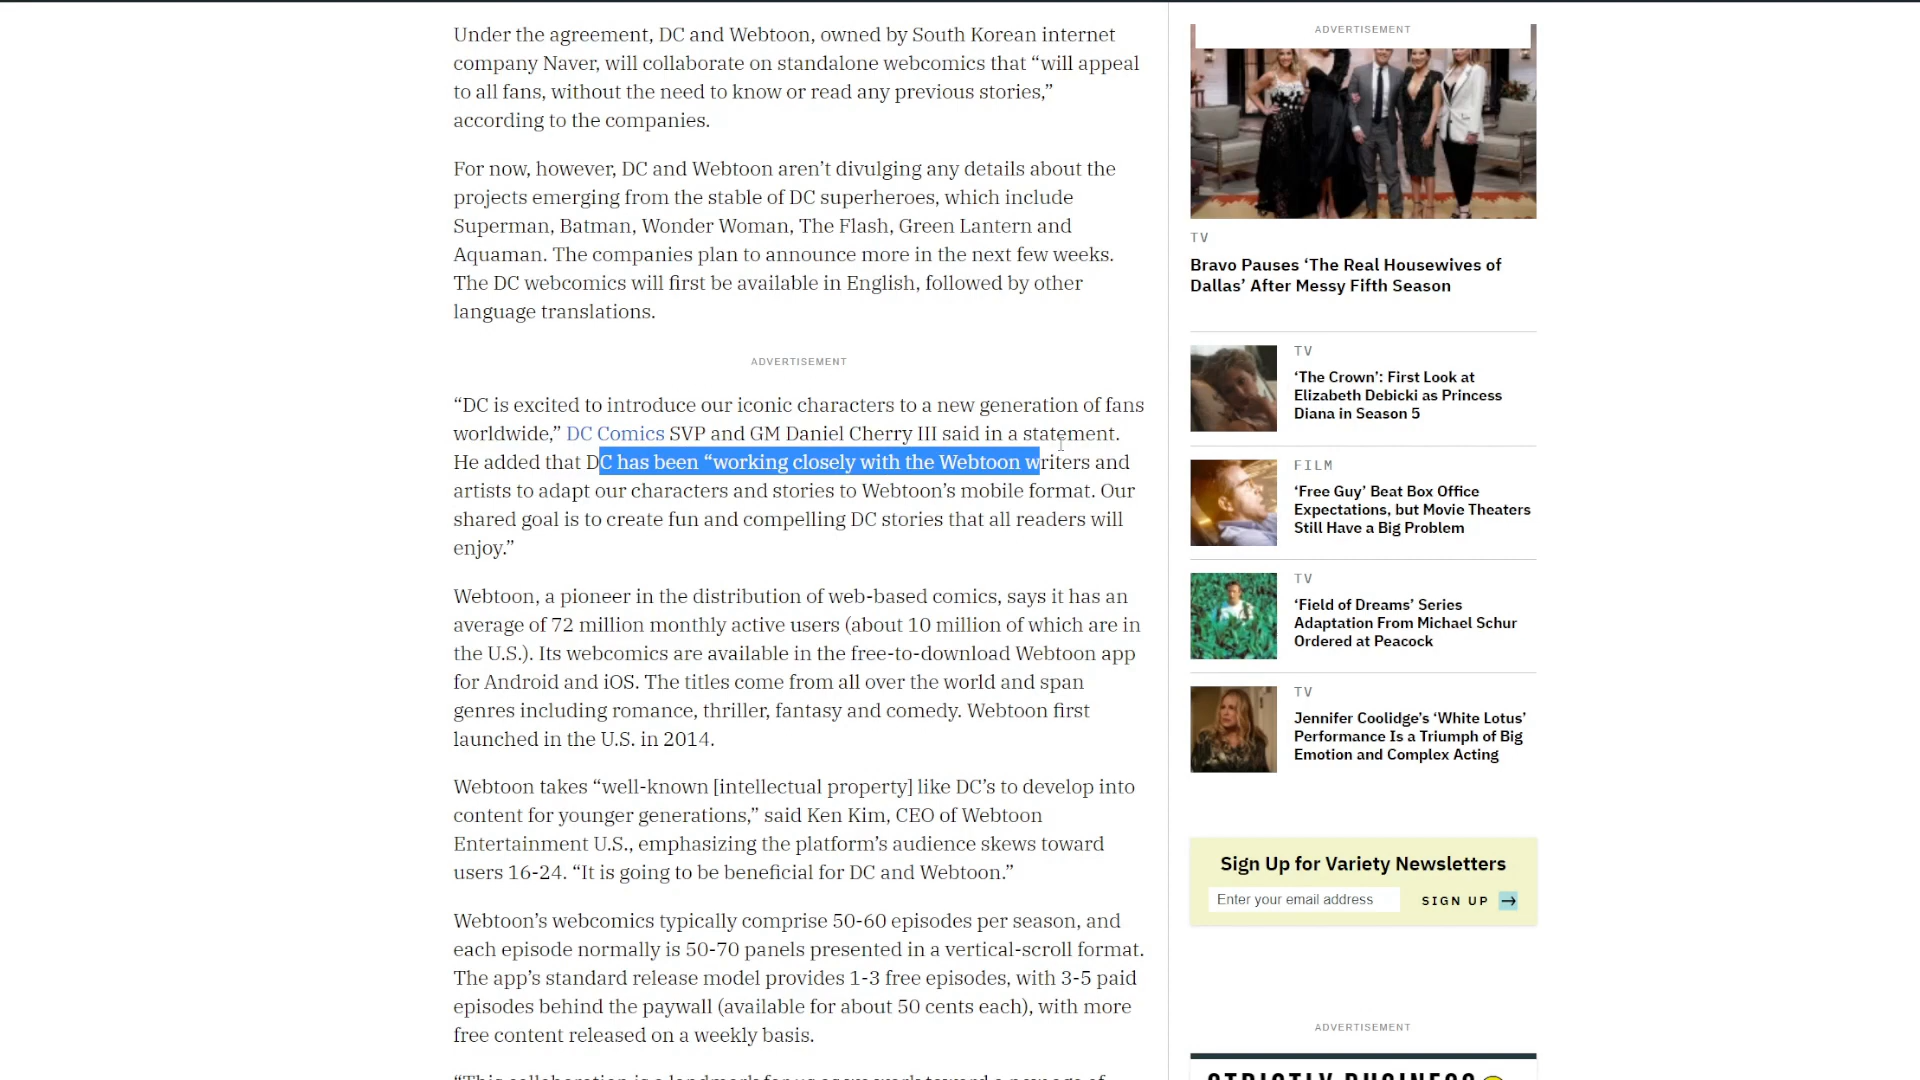 Under the agreement, DC and Webtoon, owned by South Korean internet
company Naver, will collaborate on standalone webcomics that “will appeal
to all fans, without the need to know or read any previous stories,”
according to the companies.
For now, however, DC and Webtoon aren’t divulging any details about the
projects emerging from the stable of DC superheroes, which include
Superman, Batman, Wonder Woman, The Flash, Green Lantern and
Aquaman. The companies plan to announce more in the next few weeks.
The DC webcomics will first be available in English, followed by other
language translations.
ADVERTISEMENT
“DC is excited to introduce our iconic characters to a new generation of fans
worldwide,” DC Comics SVP and GM Daniel Cherry III said in a statement.
He added that DC has been “working closely with the Webtoon writers and
artists to adapt our characters and stories to Webtoon’s mobile format. Our
shared goal is to create fun and compelling DC stories that all readers will
enjoy.”
Webtoon, a pioneer in the distribution of web-based comics, says it has an
average of 72 million monthly active users (about 10 million of which are in
the U.S.). Its webcomics are available in the free-to-download Webtoon app
for Android and iOS. The titles come from all over the world and span
genres including romance, thriller, fantasy and comedy. Webtoon first
launched in the U.S. in 2014.
Webtoon takes “well-known [intellectual property] like DC’s to develop into
content for younger generations,” said Ken Kim, CEO of Webtoon
Entertainment U.S., emphasizing the platform’s audience skews toward
users 16-24. “It is going to be beneficial for DC and Webtoon.”
Webtoon’s webcomics typically comprise 50-60 episodes per season, and
each episode normally is 50-70 panels presented in a vertical-scroll format.
The app’s standard release model provides 1-3 free episodes, with 3-5 paid
episodes behind the paywall (available for about 50 cents each), with more
free content released on a weekly basis.
ADVERTISEMENT
TV
Bravo Pauses ‘The Real Housewives of
Dallas’ After Messy Fifth Season
TV
‘The Crown’: First Look at
Elizabeth Debicki as Princess
Diana in Season 5
FILM
‘Free Guy’ Beat Box Office
Expectations, but Movie Theaters
Still Have a Big Problem
TV
‘Field of Dreams’ Series
Adaptation From Michael Schur
Ordered at Peacock
TV
Jennifer Coolidge’s ‘White Lotus’
Performance Is a Triumph of Big
Emotion and Complex Acting
Sign Up for Variety Newsletters
Enter your email address
SIGN UP →
ADVERTISEMENT
STRICTLY BUSINESS